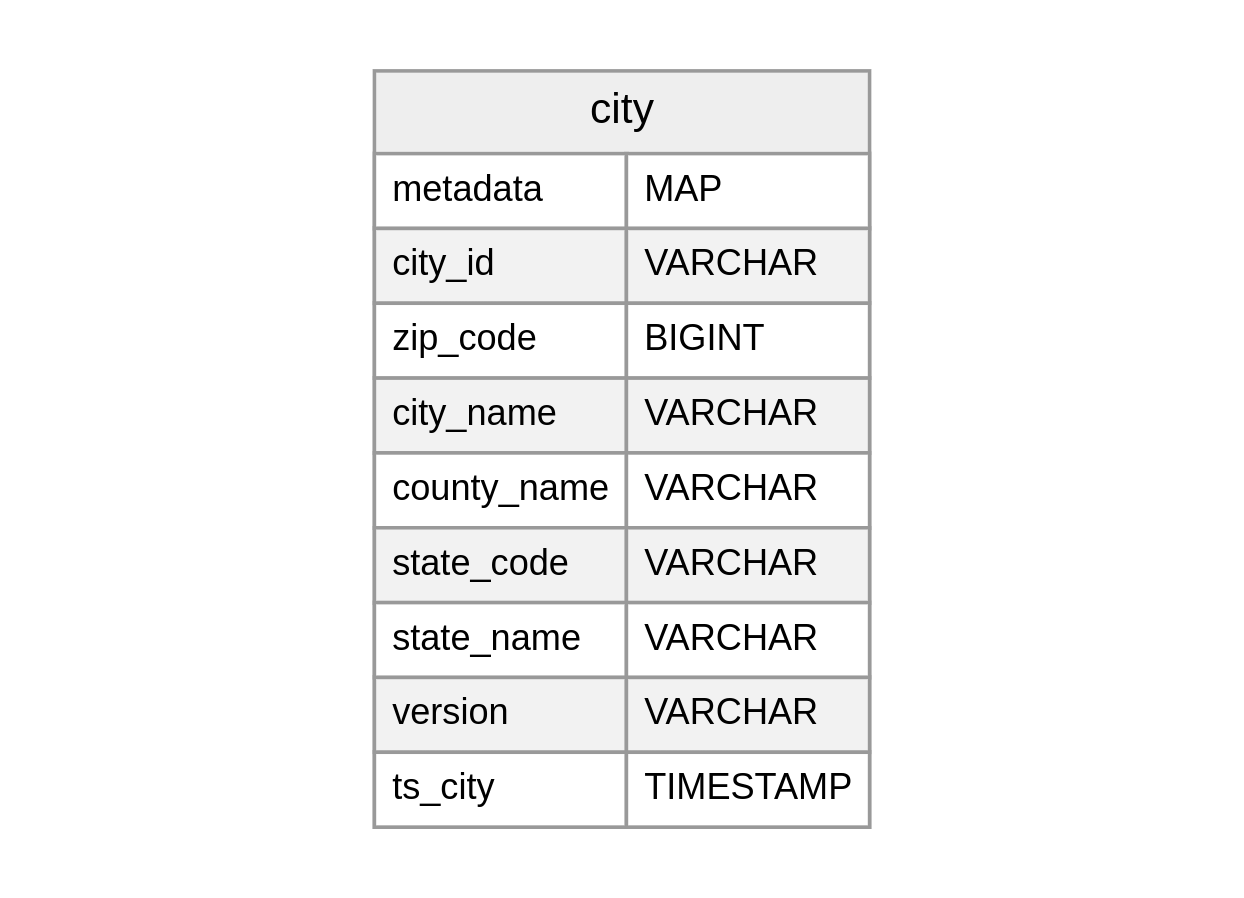 city
metadata MAP
city_id VARCHAR
zip_code BIGINT
city_name VARCHAR
county_name VARCHAR
state_code VARCHAR
state_name VARCHAR
version VARCHAR
ts_city TIMESTAMP